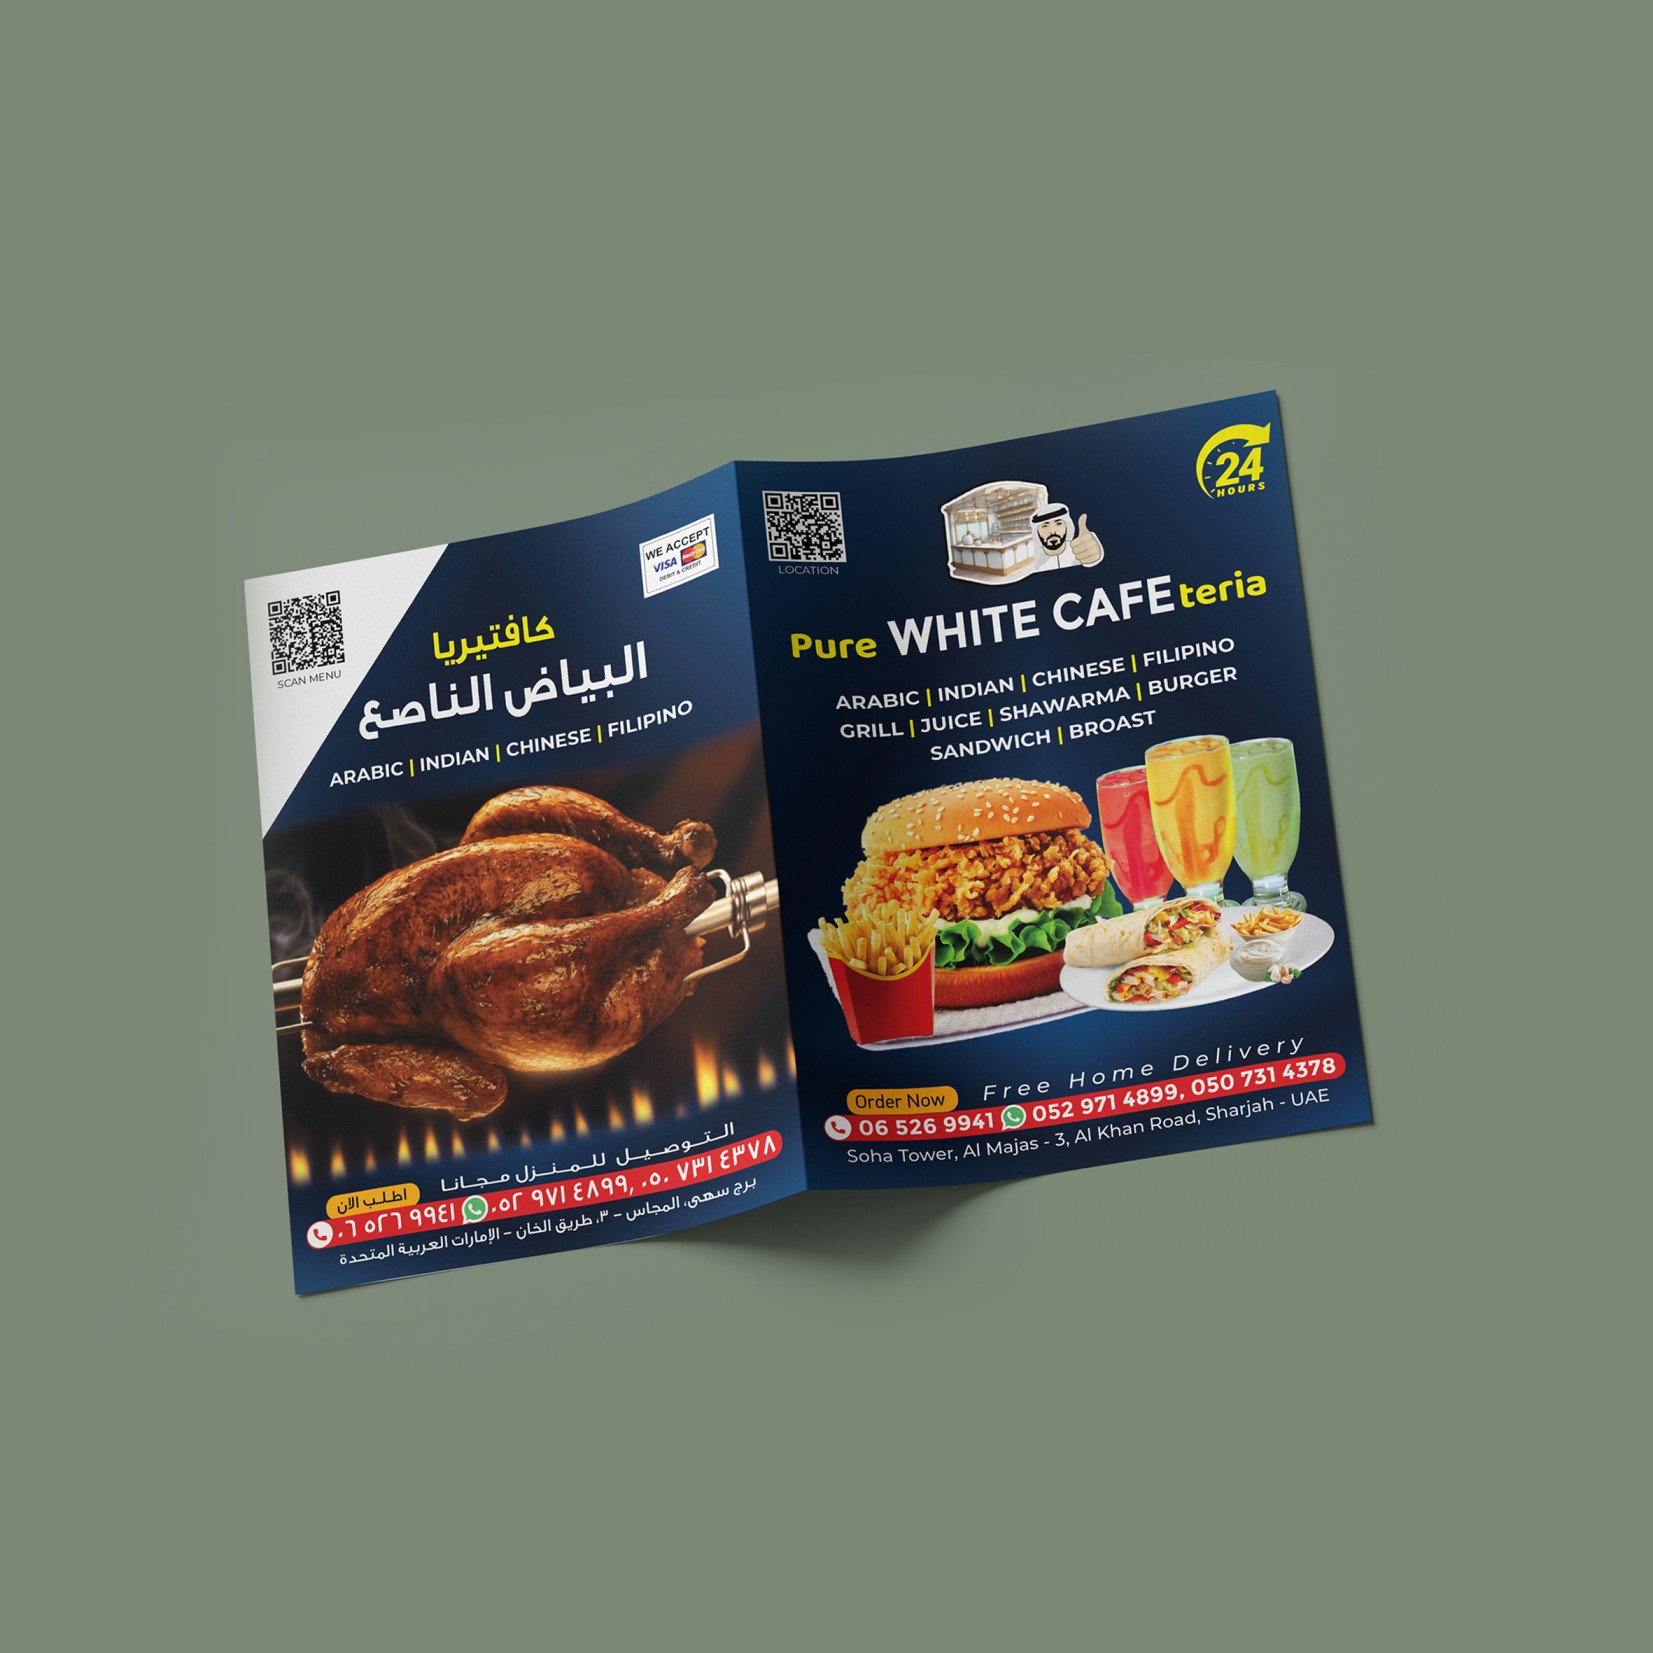 SCAN MENU
WE ACCEPT
VISA MasterCard
DEBIT & CREDIT
كافتيريا
البياض الناصع
ARABIC | INDIAN | CHINESE | FILIPINO
التوصيل للمنزل مجانا
اطلب الان
٠٦ ٥٢٦ ٩٩٤١ ٠٥٢ ٩٧١ ٤٨٩٩, ٠٥٠ ٧٣١ ٤٣٧٨
برج سهى، المجاس - ٣، طريق الخان - الإمارات العربية المتحدة
LOCATION
24
HOURS
Pure WHITE CAFEteria
ARABIC | INDIAN | CHINESE | FILIPINO
GRILL | JUICE | SHAWARMA | BURGER
SANDWICH | BROAST
Order Now Free Home Delivery
06 526 9941 052 971 4899, 050 731 4378
Soha Tower, Al Majas - 3, Al Khan Road, Sharjah - UAE